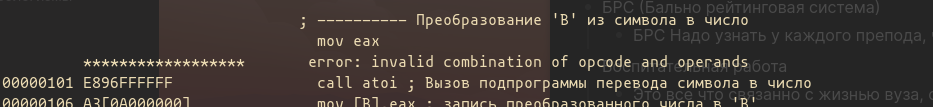 БРС (Бально рейтинговая система)
; ---------- Преобразование 'B' из символа в число
БРС Надо узнать у каждого препода,
mov eax
****************** error: invalid combination of opcode and operands
работа
00000101 E896FFFFFF call atoi ; Вызов подпрограммы перевода символа в число
Это все что связанно с жизнью вуза,
00000106 A3[0A000000] mov [B],eax ; запись преобразованного числа в 'B'